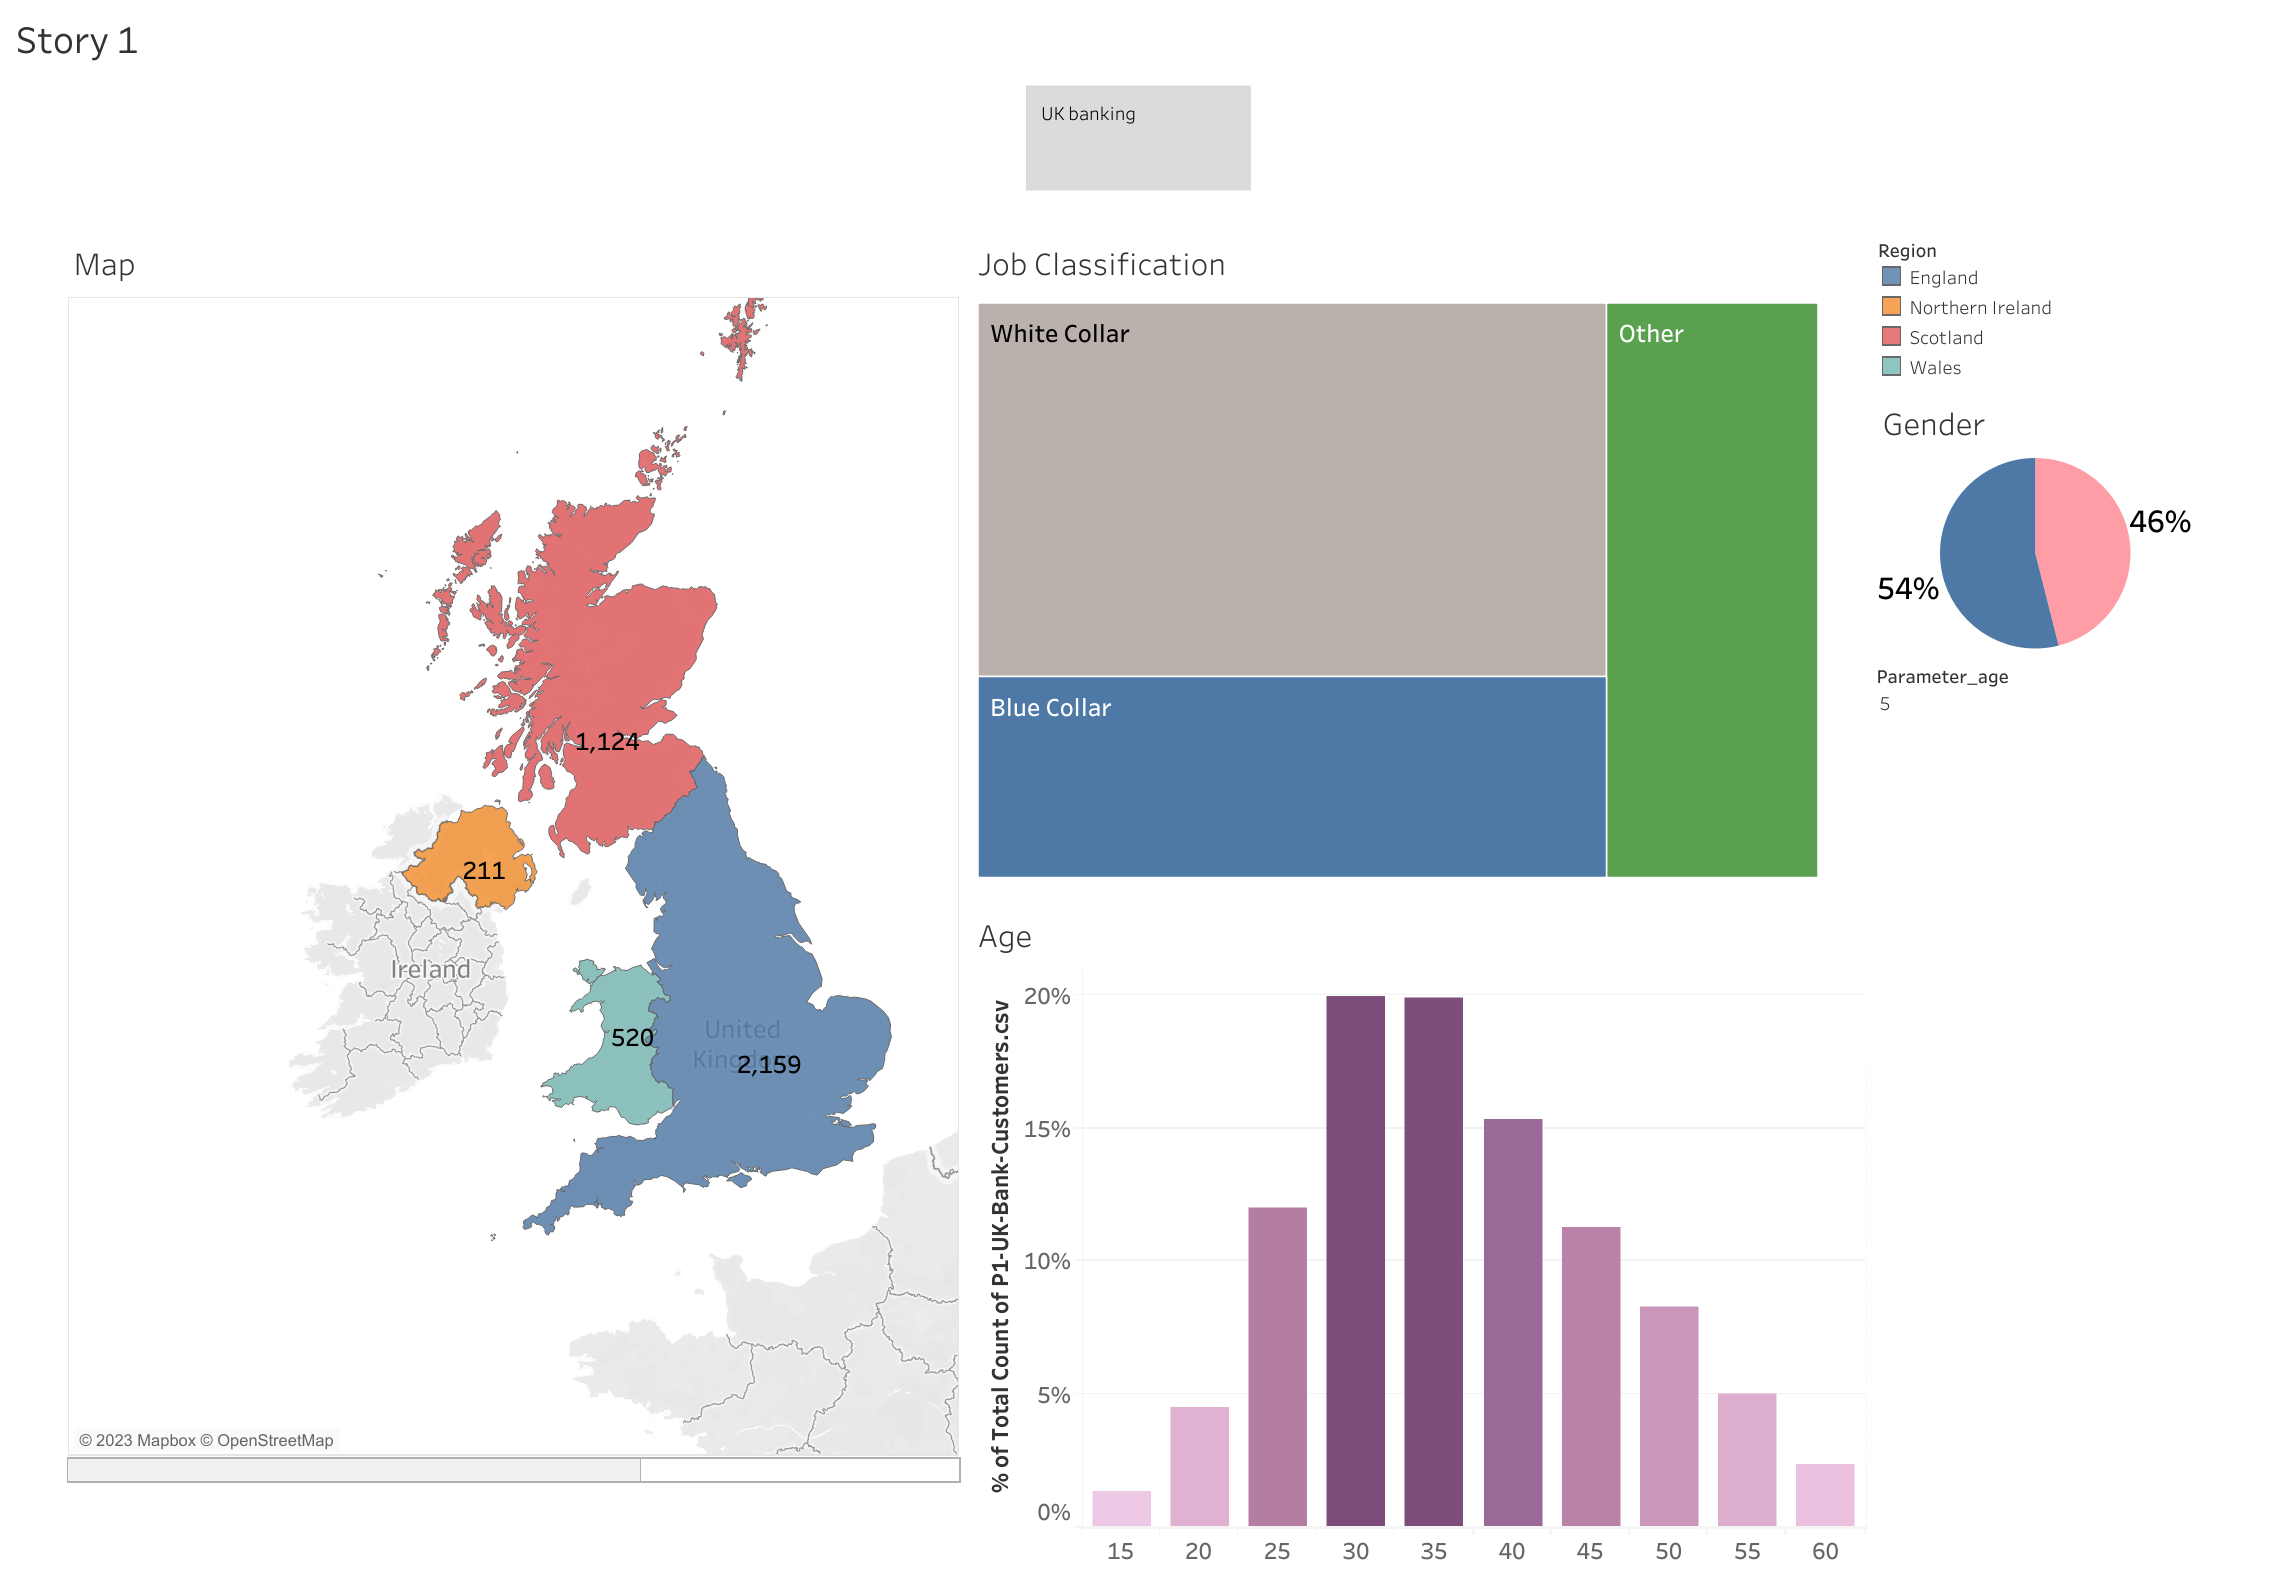 Story 1
UK banking
Map
1,124
211
Ireland
520
United
Kingdom
2,159
© 2023 Mapbox © OpenStreetMap
Job Classification
White Collar
Other
Blue Collar
Region
England
Northern Ireland
Scotland
Wales
Gender
46%
54%
Parameter_age
5
Age
% of Total Count of P1-UK-Bank-Customers.csv
20%
15%
10%
5%
0%
15 20 25 30 35 40 45 50 55 60